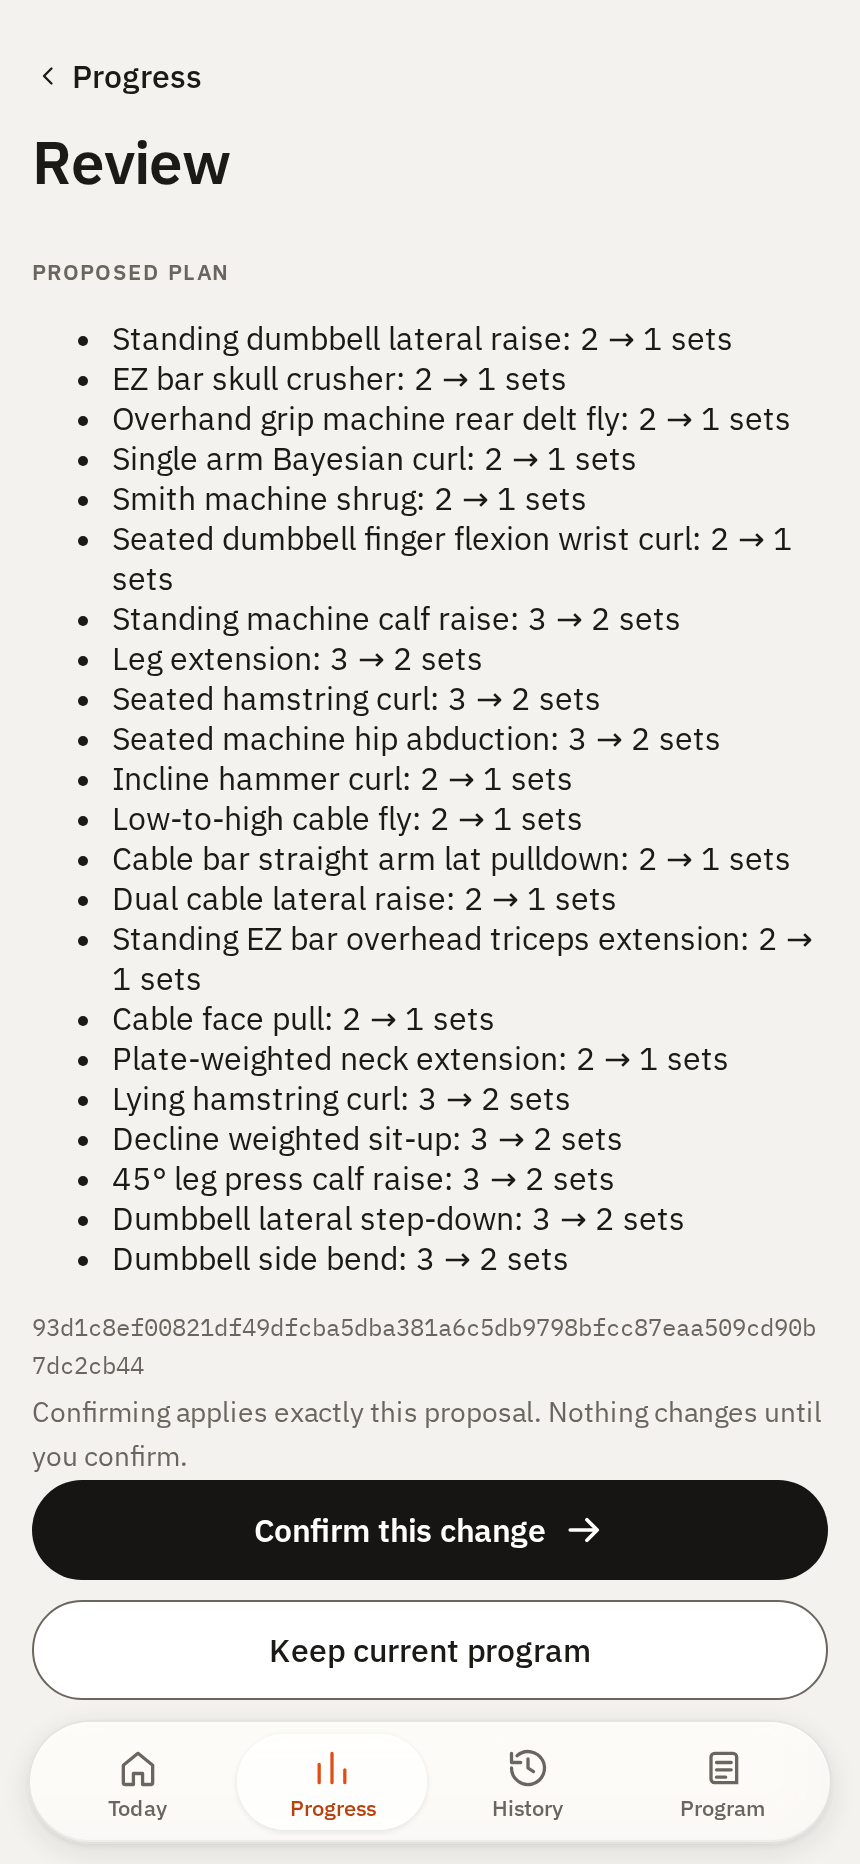 Progress
Review
PROPOSED PLAN
• Standing dumbbell lateral raise: 2 → 1 sets
• EZ bar skull crusher: 2 → 1 sets
• Overhand grip machine rear delt fly: 2 → 1 sets
• Single arm Bayesian curl: 2 → 1 sets
• Smith machine shrug: 2 → 1 sets
• Seated dumbbell finger flexion wrist curl: 2 → 1
sets
• Standing machine calf raise: 3 → 2 sets
• Leg extension: 3 → 2 sets
• Seated hamstring curl: 3 → 2 sets
• Seated machine hip abduction: 3 → 2 sets
• Incline hammer curl: 2 → 1 sets
• Low-to-high cable fly: 2 → 1 sets
• Cable bar straight arm lat pulldown: 2 → 1 sets
• Dual cable lateral raise: 2 → 1 sets
• Standing EZ bar overhead triceps extension: 2 →
1 sets
• Cable face pull: 2 → 1 sets
• Plate-weighted neck extension: 2 → 1 sets
• Lying hamstring curl: 3 → 2 sets
• Decline weighted sit-up: 3 → 2 sets
• 45° leg press calf raise: 3 → 2 sets
• Dumbbell lateral step-down: 3 → 2 sets
• Dumbbell side bend: 3 → 2 sets
93d1c8ef00821df49dfcba5dba381a6c5db9798bfcc87eaa509cd90b
7dc2cb44
Confirming applies exactly this proposal. Nothing changes until
you confirm.
Confirm this change →
Keep current program
Today
Progress
History
Program